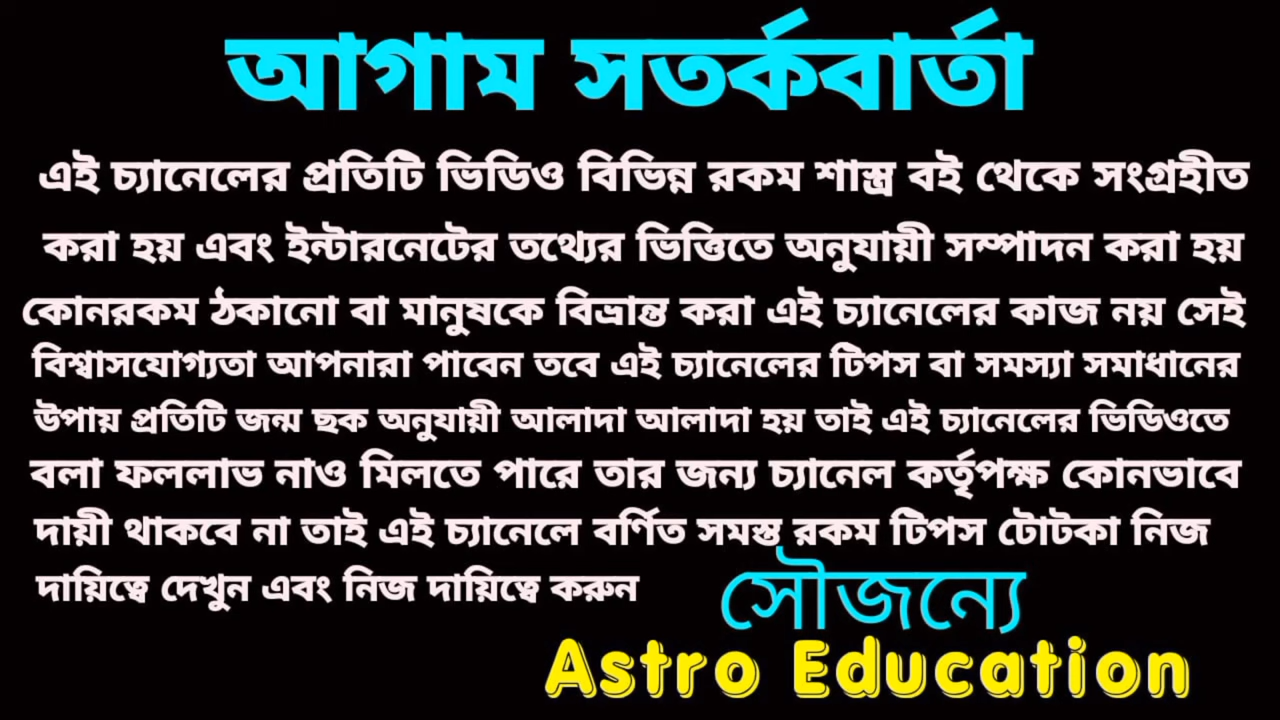 আগাম সতর্কবার্তা
এই চ্যানেলের প্রতিটি ভিডিও বিভিন্ন রকম শাস্ত্র বই থেকে সংগ্রহীত
করা হয় এবং ইন্টারনেটের তথ্যের ভিত্তিতে অনুযায়ী সম্পাদন করা হয়
কোনরকম ঠকানো বা মানুষকে বিভ্রান্ত করা এই চ্যানেলের কাজ নয় সেই
বিশ্বাসযোগ্যতা আপনারা পাবেন তবে এই চ্যানেলের টিপস বা সমস্যা সমাধানের
উপায় প্রতিটি জন্ম ছক অনুযায়ী আলাদা আলাদা হয় তাই এই চ্যানেলের ভিডিওতে
বলা ফললাভ নাও মিলতে পারে তার জন্য চ্যানেল কর্তৃপক্ষ কোনভাবে
দায়ী থাকবে না তাই এই চ্যানেলে বর্ণিত সমস্ত রকম টিপস টোটকা নিজ
দায়িত্বে দেখুন এবং নিজ দায়িত্বে করুন
সৌজন্যে
Astro Education